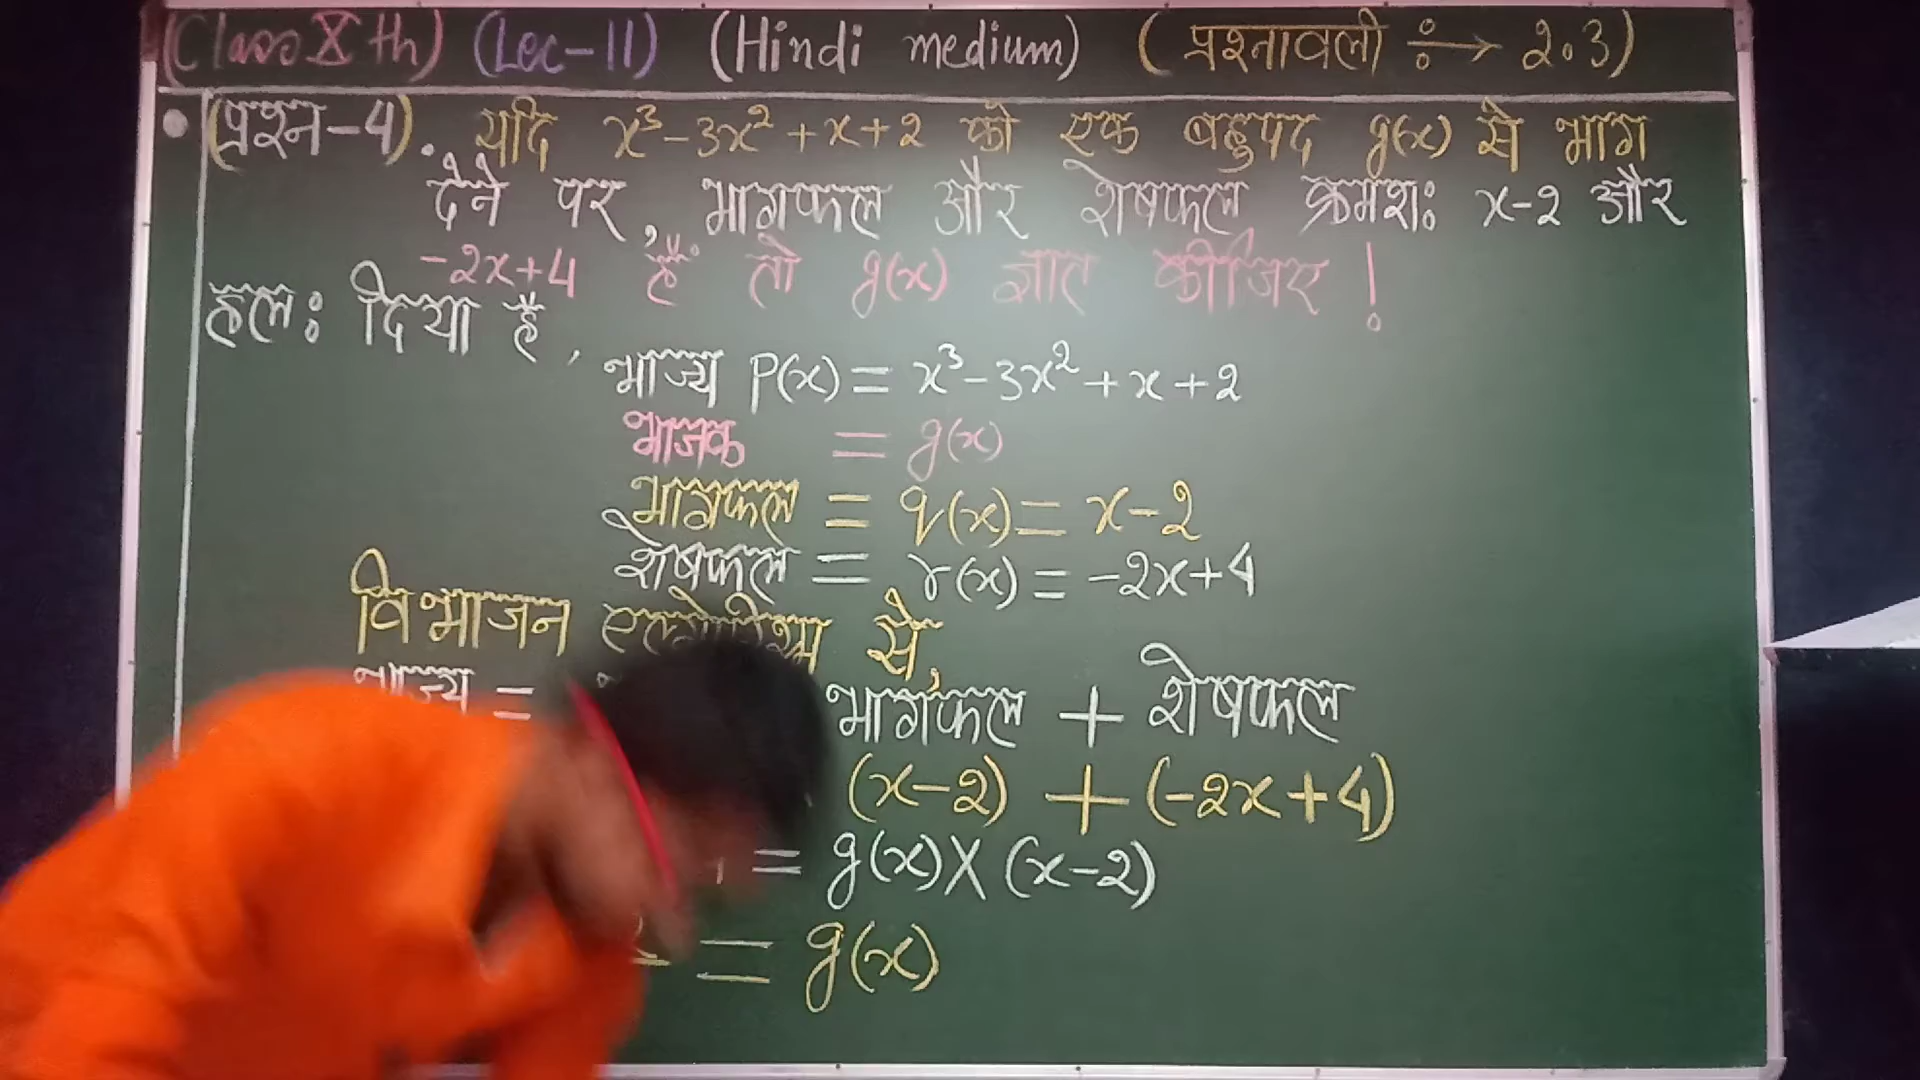 (Class Xth) (Lec-11) (Hindi medium) (प्रश्नावली ÷→ 2.3)
(प्रश्न-4). यदि x³-3x²+x+2 को एक बहुपद g(x) से भाग
देने पर, भागफल और शेषफल क्रमशः x-2 और
-2x+4 हैं तो g(x) ज्ञात कीजिए !
हलः दिया है,
भाज्य P(x) = x³-3x²+x+2
भाजक = g(x)
भागफल = q(x) = x-2
शेषफल = r(x) = -2x+4
विभाजन एल्गोरिथ्म से,
भाज्य = भागफल + शेषफल
(x-2) + (-2x+4)
= g(x) X (x-2)
= g(x)